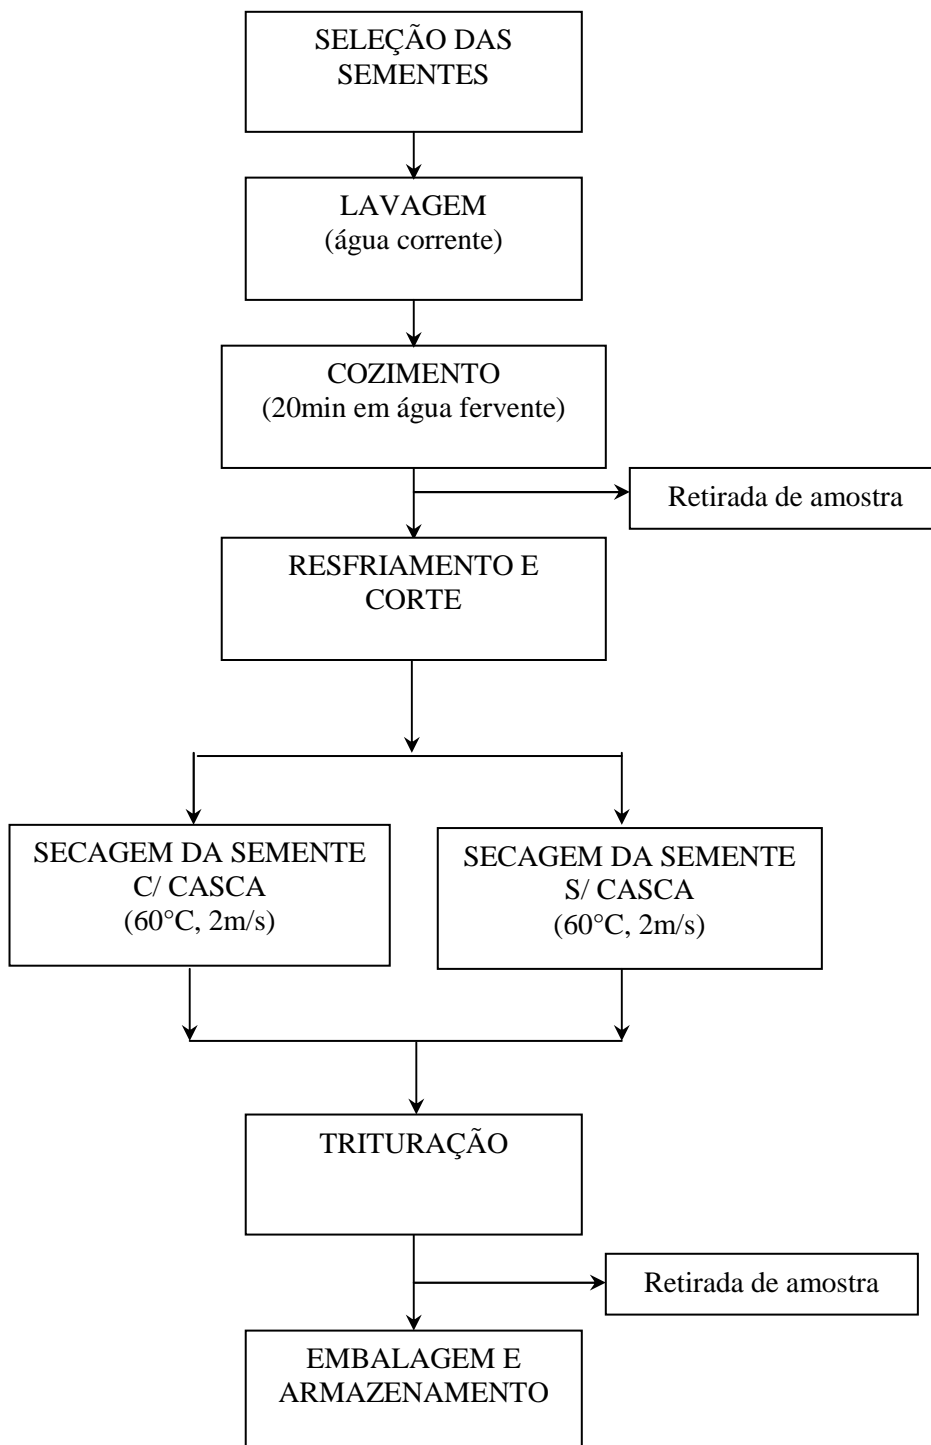 SELEÇÃO DAS
SEMENTES
LAVAGEM
(água corrente)
COZIMENTO
(20min em água fervente)
Retirada de amostra
RESFRIAMENTO E
CORTE
SECAGEM DA SEMENTE
C/ CASCA
(60°C, 2m/s)
SECAGEM DA SEMENTE
S/ CASCA
(60°C, 2m/s)
TRITURAÇÃO
Retirada de amostra
EMBALAGEM E
ARMAZENAMENTO